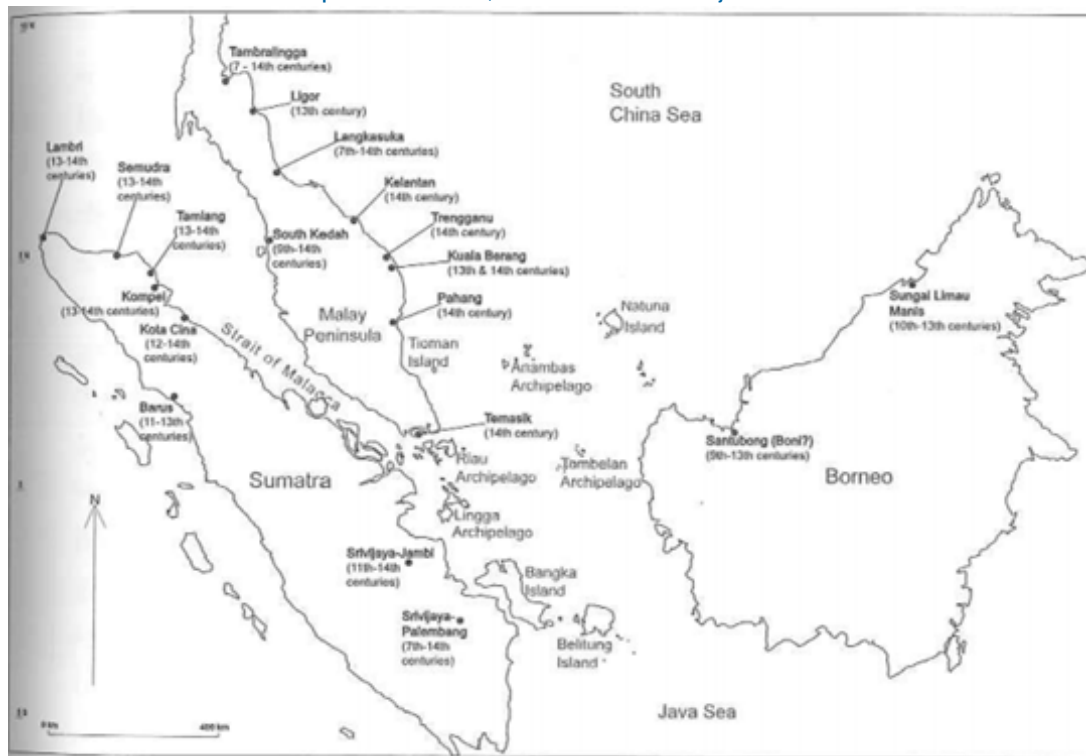 South
China Sea
Tambralingga
(7 - 14th centuries)
Ligor
(13th century)
Langkasuka
(7th-14th centuries)
Lambri
(13-14th
centuries)
Semudra
(13-14th
centuries)
Tamiang
(13-14th
centuries)
Kelantan
(14th century)
Trengganu
(14th century)
South Kedah
(9th-14th
centuries)
Kuala Berang
(13th & 14th centuries)
Kompei
(13-14th centuries)
Kota Cina
(12-14th
centuries)
Malay
Peninsula
Pahang
(14th century)
Tioman
Island
Natuna
Island
Sungai Limau
Manis
(10th-13th centuries)
Strait of Malacca
Anambas
Archipelago
Barus
(11-13th
centuries)
Temasik
(14th century)
Santubong (Boni?)
(9th-13th centuries)
Sumatra
Riau
Archipelago
Tambelan
Archipelago
Borneo
N
Lingga
Archipelago
Srivijaya-Jambi
(11th-14th
centuries)
Bangka
Island
Srivijaya-
Palembang
(7th-14th
centuries)
Belitung
Island
Java Sea
400 km